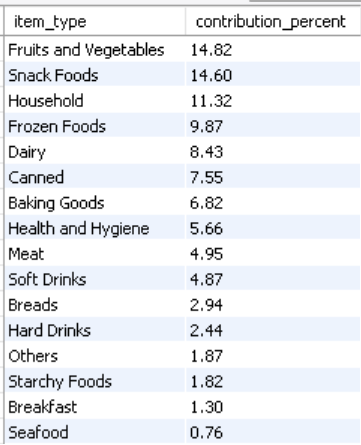 item_type contribution_percent
Fruits and Vegetables 14.82
Snack Foods 14.60
Household 11.32
Frozen Foods 9.87
Dairy 8.43
Canned 7.55
Baking Goods 6.82
Health and Hygiene 5.66
Meat 4.95
Soft Drinks 4.87
Breads 2.94
Hard Drinks 2.44
Others 1.87
Starchy Foods 1.82
Breakfast 1.30
Seafood 0.76